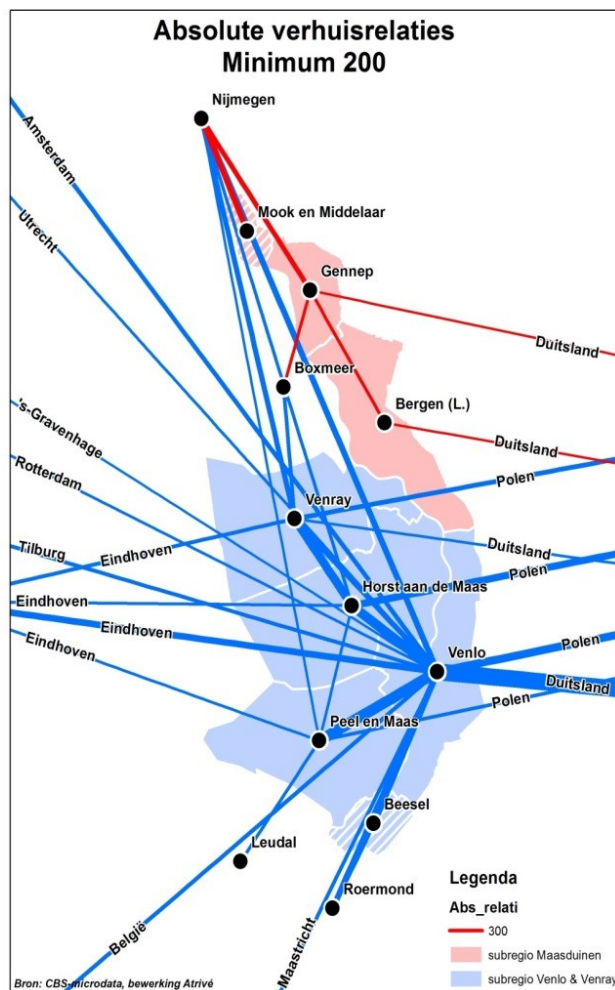 Absolute verhuisrelaties
Minimum 200
Nijmegen
Amsterdam
Utrecht
Mook en Middelaar
Gennep
Duitsland
Boxmeer
Bergen (L.)
's-Gravenhage
Duitsland
Rotterdam
Polen
Venray
Tilburg
Eindhoven
Duitsland
Horst aan de Maas
Polen
Eindhoven
Eindhoven
Eindhoven
Venlo
Polen
Duitsland
Polen
Peel en Maas
Beesel
Leudal
Roermond
België
Maastricht
Legenda
Abs_relati
300
subregio Maasduinen
subregio Venlo & Venray
Bron: CBS-microdata, bewerking Atrivé